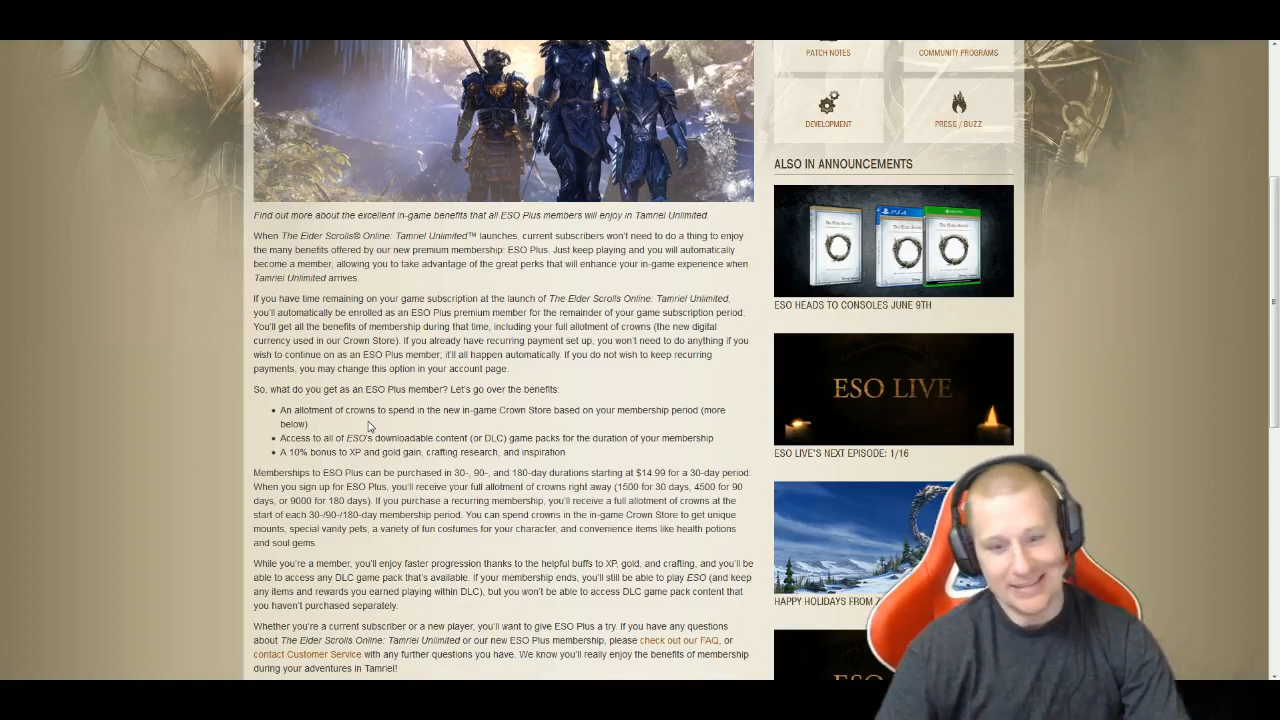 PATCH NOTES
COMMUNITY PROGRAMS
DEVELOPMENT
PRESS / BUZZ
ALSO IN ANNOUNCEMENTS
ESO HEADS TO CONSOLES JUNE 9TH
ESO LIVE
ESO LIVE'S NEXT EPISODE: 1/16
HAPPY HOLIDAYS FROM
ESO
Find out more about the excellent in-game benefits that all ESO Plus members will enjoy in Tamriel Unlimited.
When The Elder Scrolls® Online: Tamriel Unlimited™ launches, current subscribers won't need to do a thing to enjoy
the many benefits offered by our new premium membership: ESO Plus. Just keep playing and you will automatically
become a member, allowing you to take advantage of the great perks that will enhance your in-game experience when
Tamriel Unlimited arrives.
If you have time remaining on your game subscription at the launch of The Elder Scrolls Online: Tamriel Unlimited,
you'll automatically be enrolled as an ESO Plus premium member for the remainder of your game subscription period.
You'll get all the benefits of membership during that time, including your full allotment of crowns (the new digital
currency used in our Crown Store). If you already have recurring payment set up, you won't need to do anything if you
wish to continue on as an ESO Plus member; it'll all happen automatically. If you do not wish to keep recurring
payments, you may change this option in your account page.
So, what do you get as an ESO Plus member? Let's go over the benefits:
• An allotment of crowns to spend in the new in-game Crown Store based on your membership period (more
below)
• Access to all of ESO's downloadable content (or DLC) game packs for the duration of your membership
• A 10% bonus to XP and gold gain, crafting research, and inspiration
Memberships to ESO Plus can be purchased in 30-, 90-, and 180-day durations starting at $14.99 for a 30-day period.
When you sign up for ESO Plus, you'll receive your full allotment of crowns right away (1500 for 30 days, 4500 for 90
days, or 9000 for 180 days). If you purchase a recurring membership, you'll receive a full allotment of crowns at the
start of each 30-/90-/180-day membership period. You can spend crowns in the in-game Crown Store to get unique
mounts, special vanity pets, a variety of fun costumes for your character, and convenience items like health potions
and soul gems.
While you're a member, you'll enjoy faster progression thanks to the helpful buffs to XP, gold, and crafting, and you'll be
able to access any DLC game pack that's available. If your membership ends, you'll still be able to play ESO (and keep
any items and rewards you earned playing within DLC), but you won't be able to access DLC game pack content that
you haven't purchased separately.
Whether you're a current subscriber or a new player, you'll want to give ESO Plus a try. If you have any questions
about The Elder Scrolls Online: Tamriel Unlimited or our new ESO Plus membership, please check out our FAQ, or
contact Customer Service with any further questions you have. We know you'll really enjoy the benefits of membership
during your adventures in Tamriel!